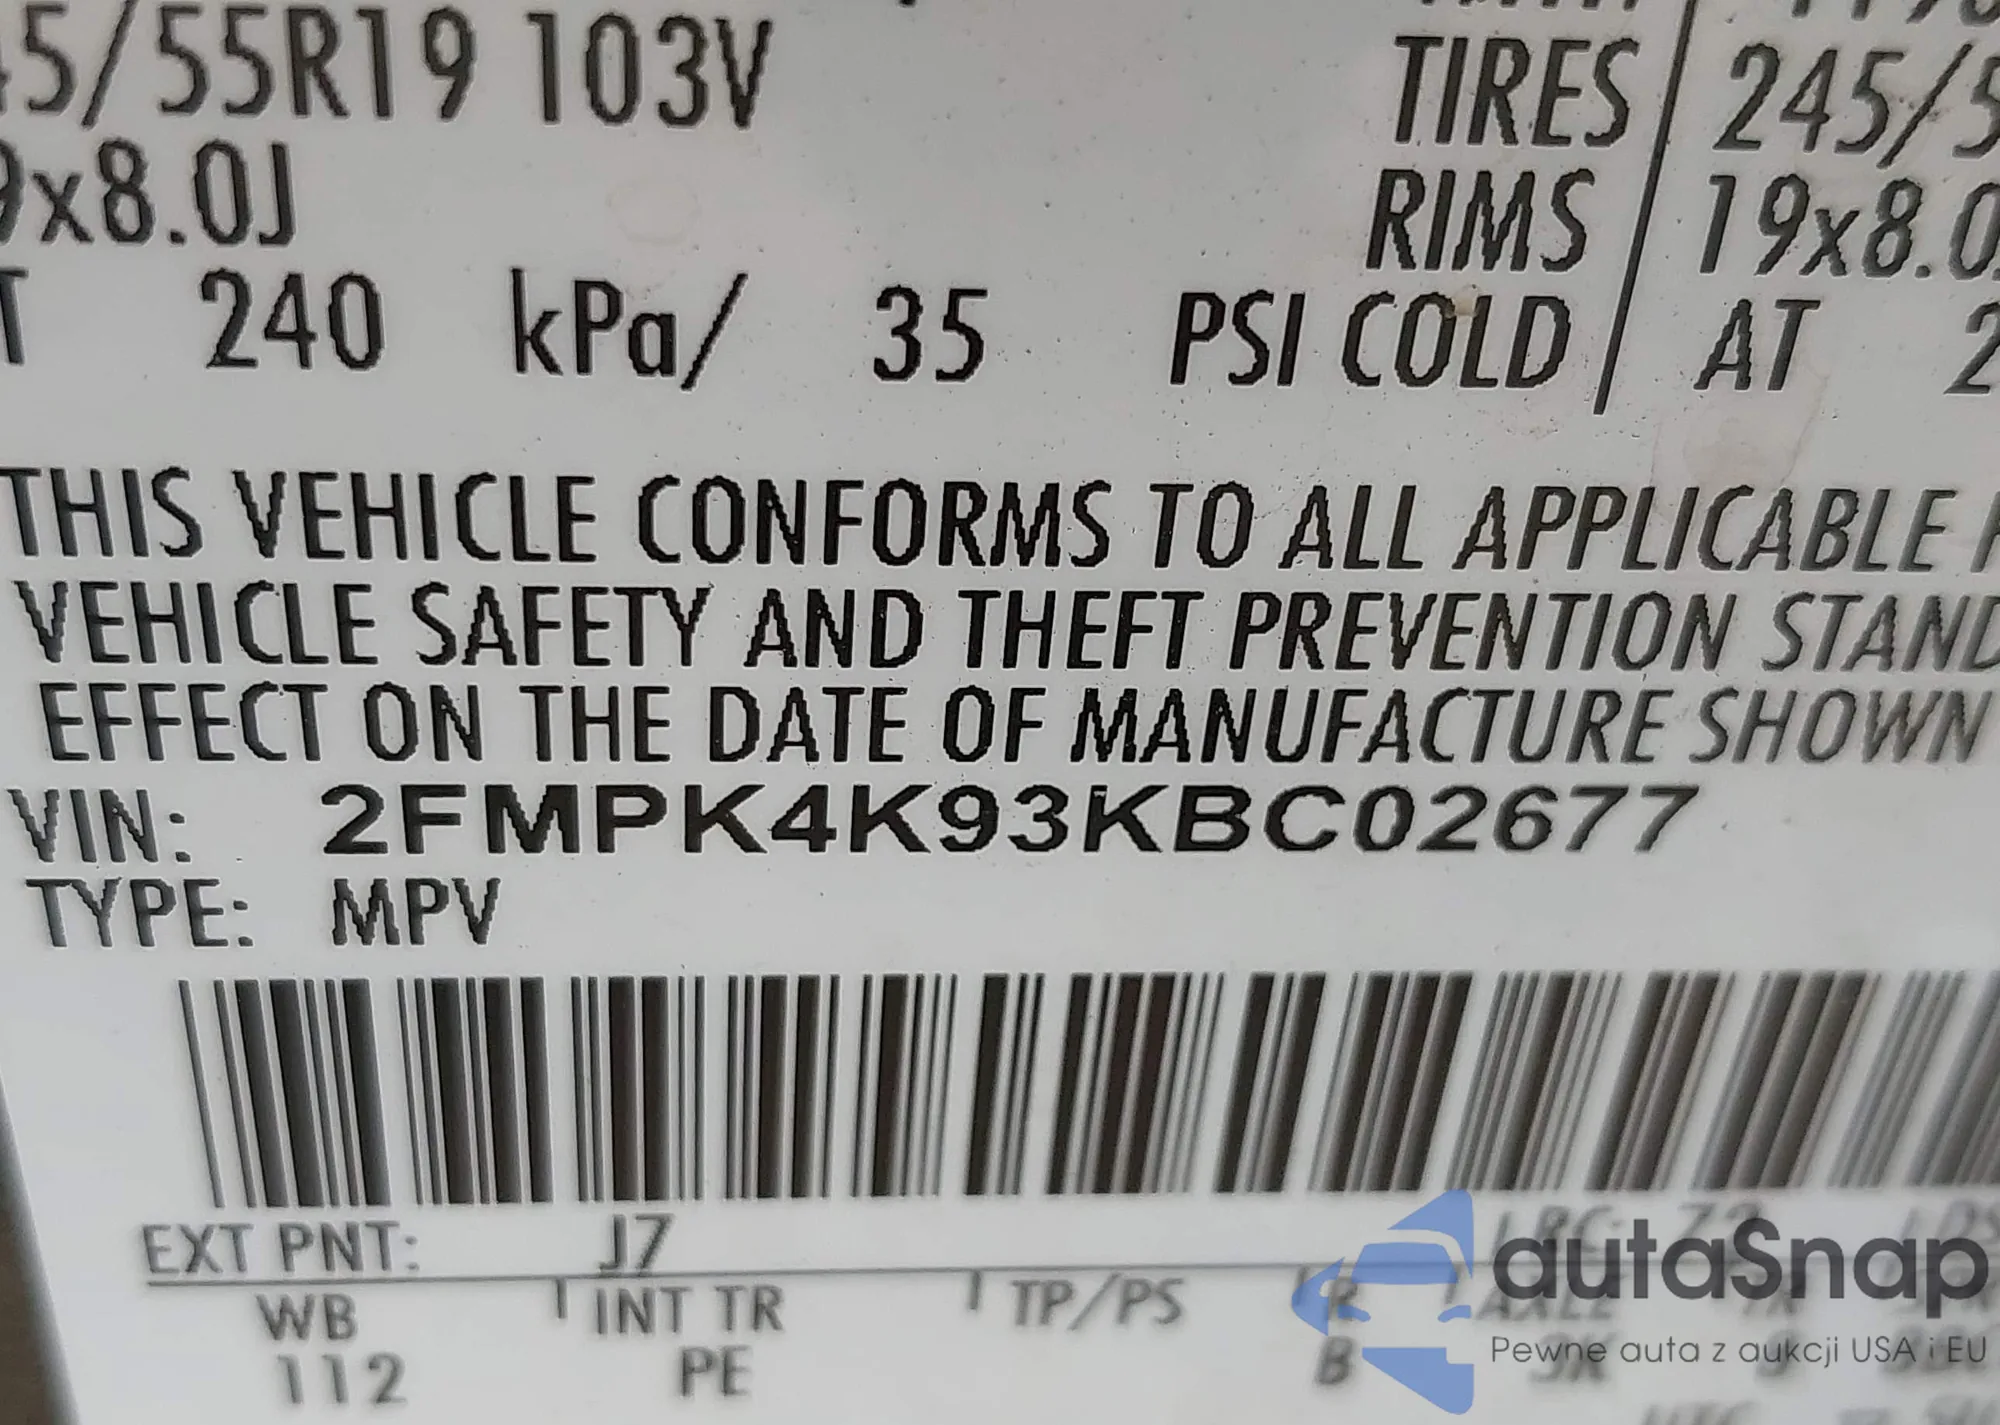 45/55R19 103V
TIRES 245/5
9x8.0J
RIMS 19x8.0
T 240 kPa/ 35 PSI COLD AT 2
THIS VEHICLE CONFORMS TO ALL APPLICABLE F
VEHICLE SAFETY AND THEFT PREVENTION STAND
EFFECT ON THE DATE OF MANUFACTURE SHOWN
VIN: 2FMPK4K93KBC02677
TYPE: MPV
EXT PNT: J7
WB INT TR TP/PS R
112 PE B
autaSnap
Pewne auta z aukcji USA i EU